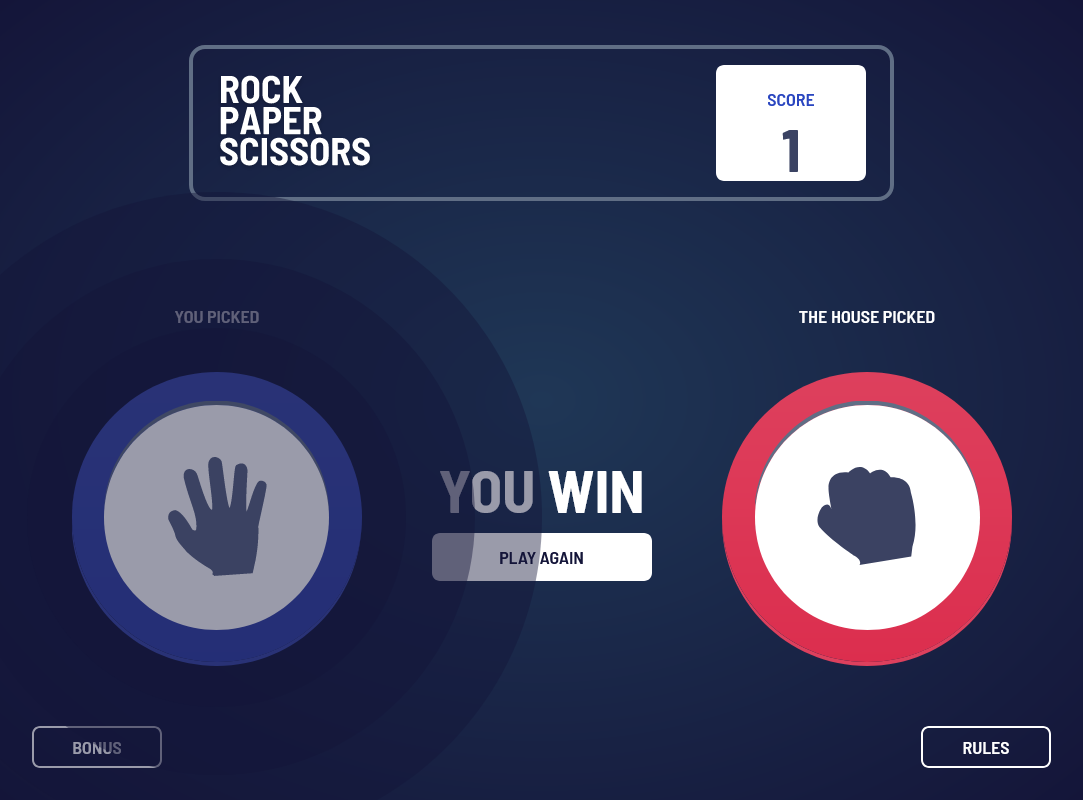 ROCK
PAPER
SCISSORS
SCORE
1
YOU PICKED
THE HOUSE PICKED
YOU WIN
PLAY AGAIN
BONUS
RULES